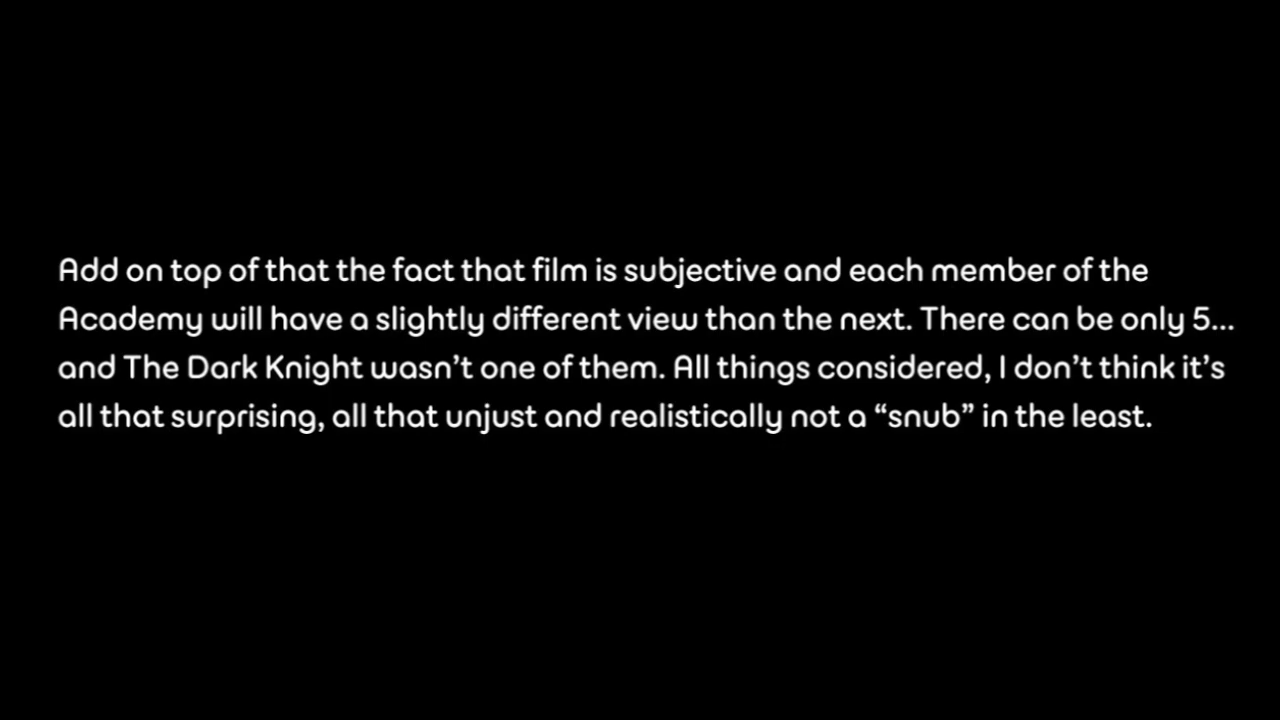 Add on top of that the fact that film is subjective and each member of the
Academy will have a slightly different view than the next. There can be only 5...
and The Dark Knight wasn’t one of them. All things considered, I don’t think it’s
all that surprising, all that unjust and realistically not a “snub” in the least.